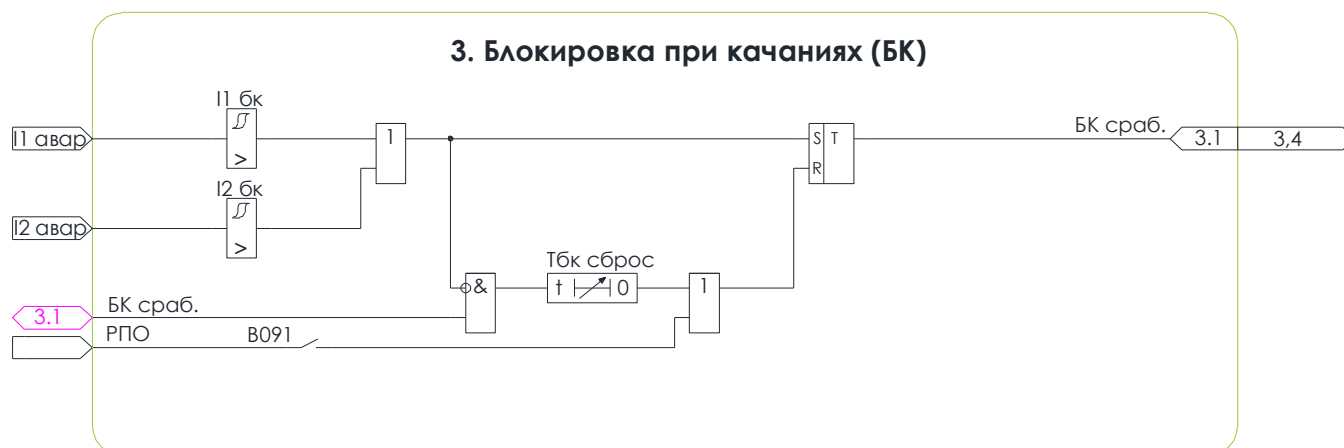 3. Блокировка при качаниях (БК)
I1 бк
I1 авар
>
1
S T
R
БК сраб.
3.1
3,4
I2 бк
I2 авар
>
Тбк сброс
&
t 0
1
БК сраб.
3.1
РПО
B091